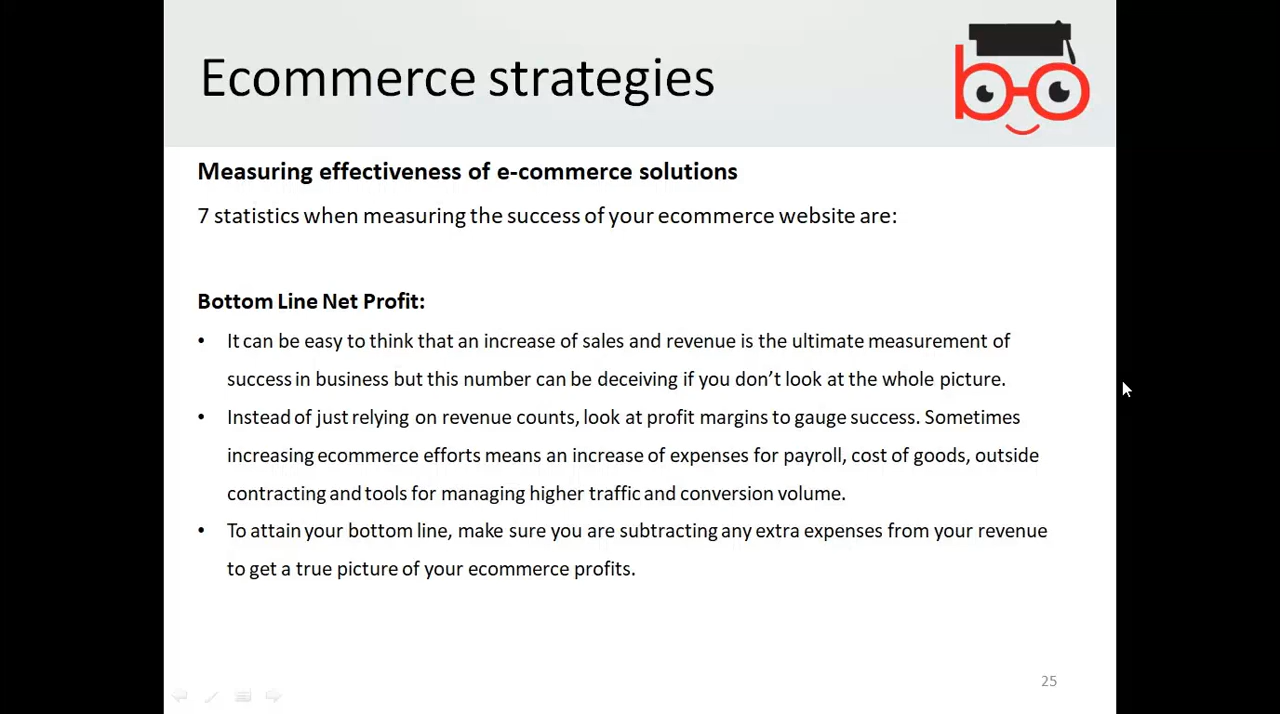 Ecommerce strategies
Measuring effectiveness of e-commerce solutions
7 statistics when measuring the success of your ecommerce website are:
Bottom Line Net Profit:
• It can be easy to think that an increase of sales and revenue is the ultimate measurement of
success in business but this number can be deceiving if you don’t look at the whole picture.
• Instead of just relying on revenue counts, look at profit margins to gauge success. Sometimes
increasing ecommerce efforts means an increase of expenses for payroll, cost of goods, outside
contracting and tools for managing higher traffic and conversion volume.
• To attain your bottom line, make sure you are subtracting any extra expenses from your revenue
to get a true picture of your ecommerce profits.
25